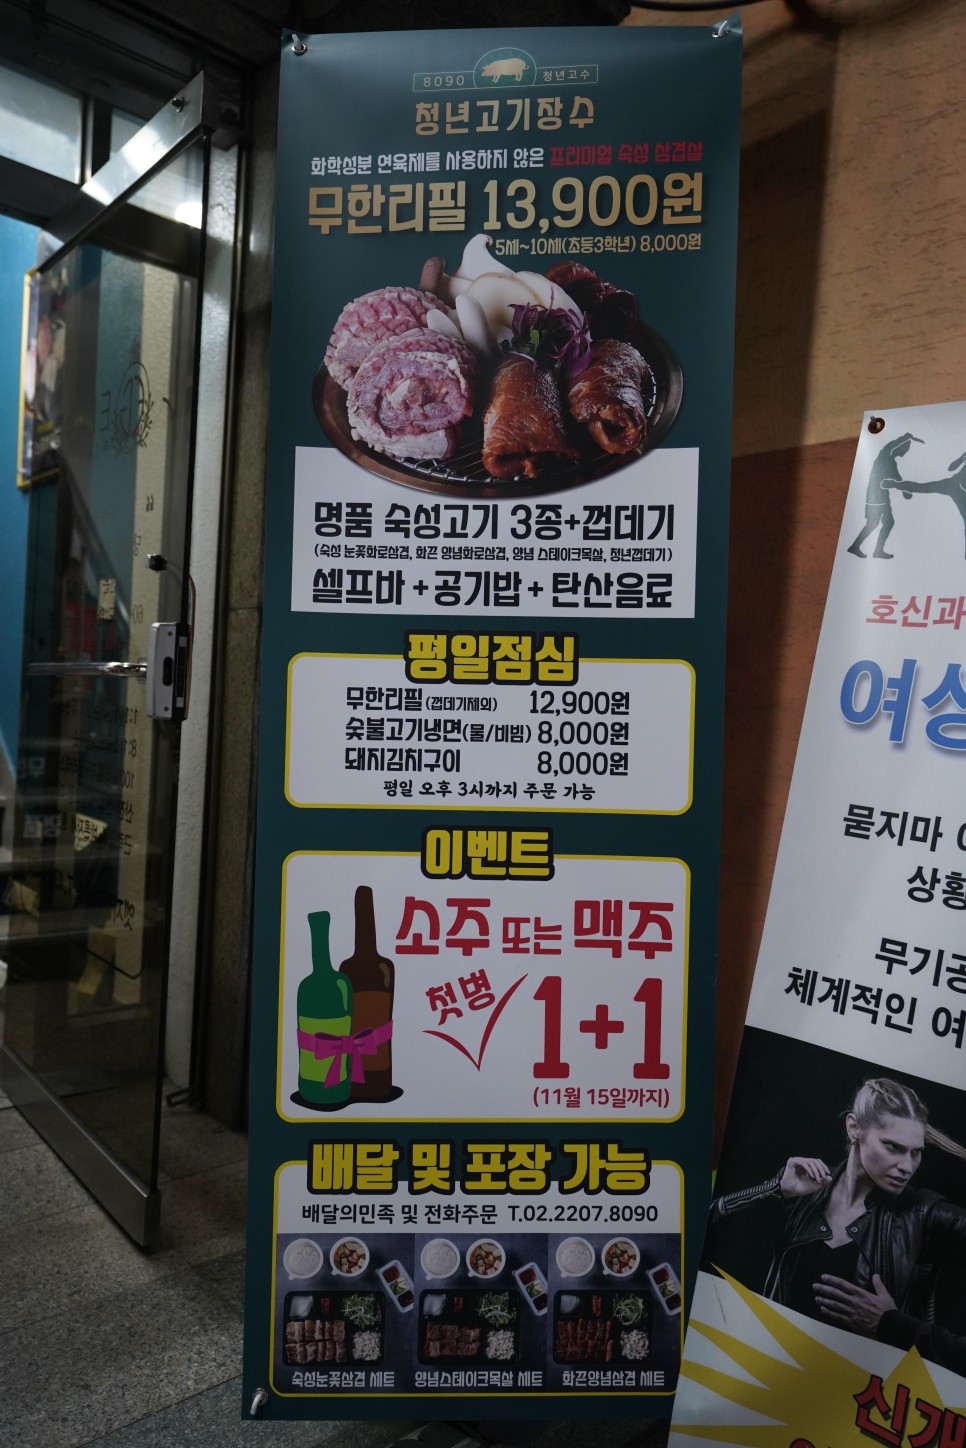 8090 청년고수
청년고기장수
화학성분 연육제를 사용하지 않은 프리미엄 숙성 삼겹살
무한리필 13,900원
5세~10세(초등3학년) 8,000원
명품 숙성고기 3종+껍데기
(숙성 눈꽃화로삼겹, 화끈 양념화로삼겹, 양념 스테이크목살, 청년껍데기)
셀프바+공기밥+탄산음료
평일점심
무한리필(껍데기제외) 12,900원
숯불고기냉면(물/비빔) 8,000원
돼지김치구이 8,000원
평일 오후 3시까지 주문 가능
이벤트
소주 또는 맥주
첫병 1+1
(11월 15일까지)
배달 및 포장 가능
배달의민족 및 전화주문 T.02.2207.8090
숙성눈꽃삼겹 세트 양념스테이크목살 세트 화끈양념삼겹 세트
호신과
여성
묻지마
상황
무기공
체계적인 여
신개